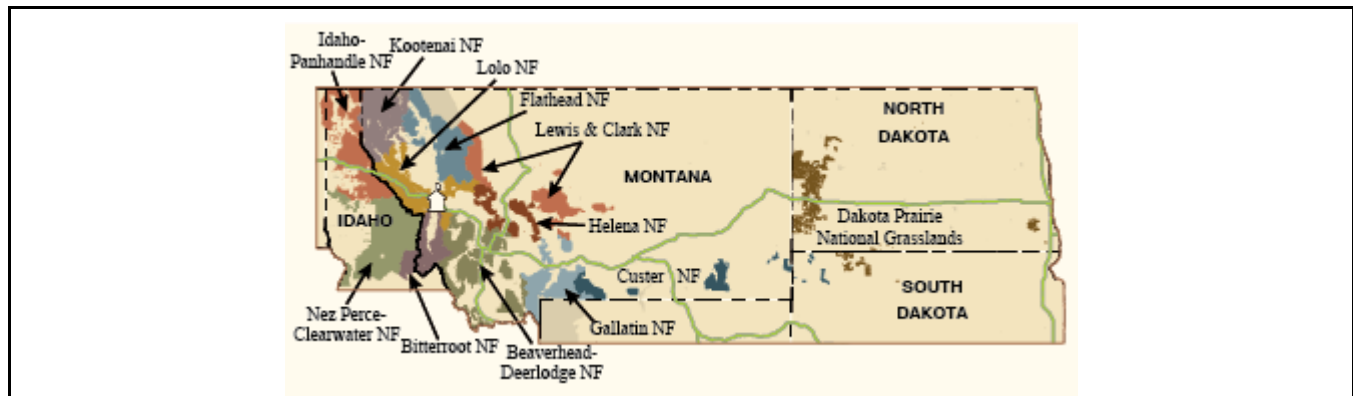 Idaho-
Panhandle NF
Kootenai NF
Lolo NF
Flathead NF
Lewis & Clark NF
NORTH
DAKOTA
MONTANA
IDAHO
Helena NF
Dakota Prairie
National Grasslands
Custer NF
SOUTH
DAKOTA
Nez Perce-
Clearwater NF
Bitterroot NF
Beaverhead-
Deerlodge NF
Gallatin NF